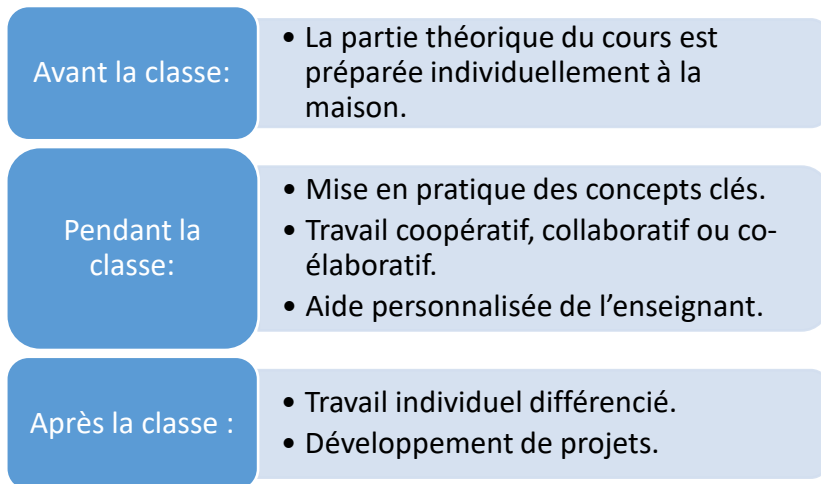 Avant la classe:
• La partie théorique du cours est
préparée individuellement à la
maison.
Pendant la
classe:
• Mise en pratique des concepts clés.
• Travail coopératif, collaboratif ou co-
élaboratif.
• Aide personnalisée de l’enseignant.
Après la classe :
• Travail individuel différencié.
• Développement de projets.